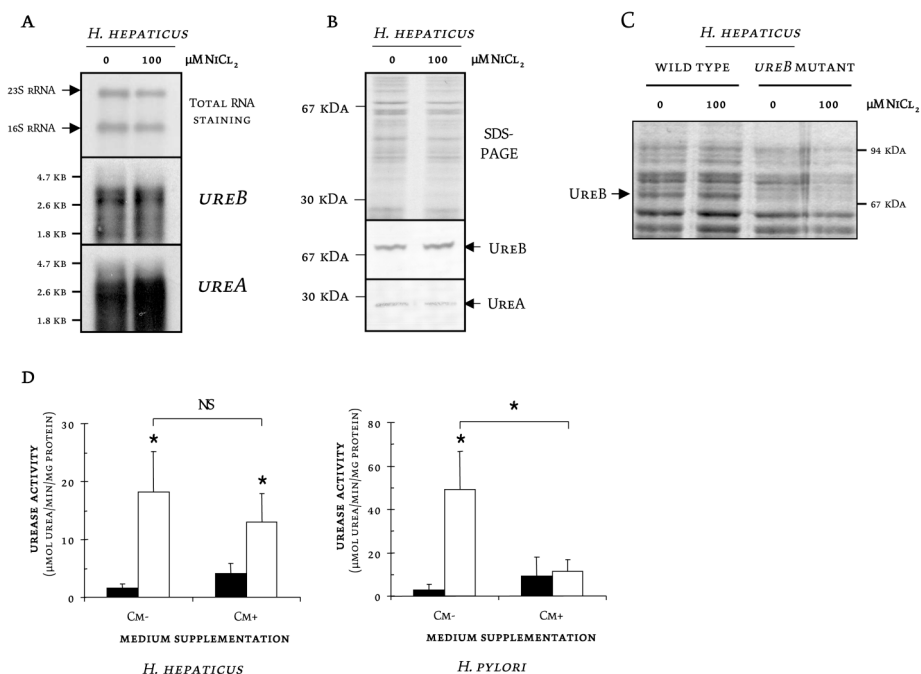 A
H. HEPATICUS
0 100 µM NiCl2
23S rRNA
16S rRNA
Total RNA
staining
4.7 kb
2.6 kb
1.8 kb
ureB
4.7 kb
2.6 kb
1.8 kb
ureA
B
H. HEPATICUS
0 100 µM NiCl2
67 kDa
30 kDa
SDS-
PAGE
67 kDa
UreB
30 kDa
UreA
C
H. HEPATICUS
WILD TYPE UREB MUTANT
0 100 0 100 µM NiCl2
94 kDa
UreB
67 kDa
D
NS
UREASE ACTIVITY
(µMOL UREA/MIN/MG PROTEIN)
30
20
10
0
*
*
Cm- Cm+
MEDIUM SUPPLEMENTATION
H. HEPATICUS
*
UREASE ACTIVITY
(µMOL UREA/MIN/MG PROTEIN)
80
60
40
20
0
*
Cm- Cm+
MEDIUM SUPPLEMENTATION
H. PYLORI